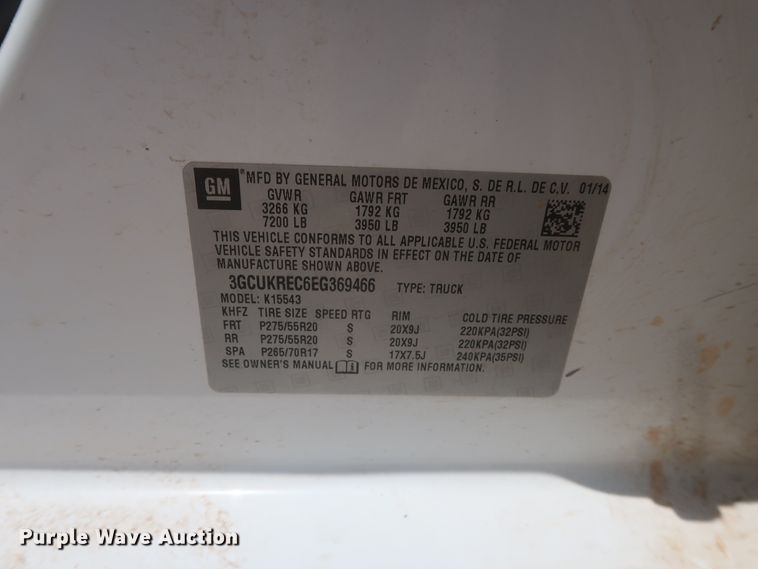 GM
®MFD BY GENERAL MOTORS DE MEXICO, S. DE R.L. DE C.V. 01/14
GVWR GAWR FRT GAWR RR
3266 KG 1792 KG 1792 KG
7200 LB 3950 LB 3950 LB
THIS VEHICLE CONFORMS TO ALL APPLICABLE U.S. FEDERAL MOTOR
VEHICLE SAFETY STANDARDS IN EFFECT ON THE DATE OF
MANUFACTURE SHOWN ABOVE.
3GCUKREC6EG369466 TYPE: TRUCK
MODEL: K15543
KHFZ TIRE SIZE SPEED RTG RIM COLD TIRE PRESSURE
FRT P275/55R20 S 20X9J 220KPA(32PSI)
RR P275/55R20 S 20X9J 220KPA(32PSI)
SPA P265/70R17 S 17X7.5J 240KPA(35PSI)
SEE OWNER'S MANUAL FOR MORE INFORMATION.
Purple Wave Auction